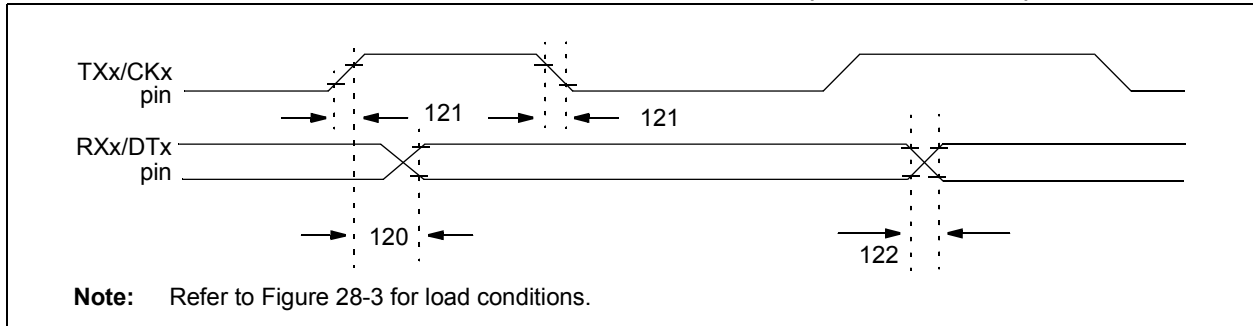 TXx/CKx
pin
121
121
RXx/DTx
pin
120
122
Note: Refer to Figure 28-3 for load conditions.